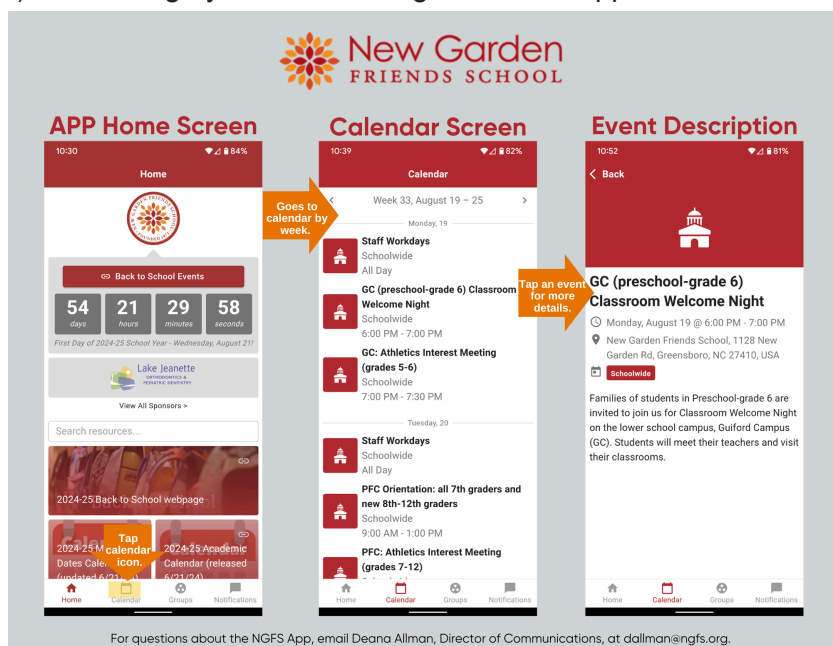 New Garden
FRIENDS SCHOOL
APP Home Screen
10:30
84%
Home
NEW GARDEN FRIENDS SCHOOL
Back to School Events
54
days
21
hours
29
minutes
58
seconds
First Day of 2024-25 School Year - Wednesday, August 21!
Lake Jeanette
ORTHODONTICS &
PEDIATRIC DENTISTRY
View All Sponsors >
Search resources...
2024-25 Back to School webpage
2024-25 M
Dates Cale
(updated 6/21/
2024-25 Academic
Calendar (released
6/21/24)
Tap
calendar
icon.
Home
Calendar
Groups
Notifications
Calendar Screen
10:39
82%
Calendar
Goes to
calendar by
week.
Week 33, August 19 – 25
Monday, 19
Staff Workdays
Schoolwide
All Day
GC (preschool-grade 6) Classroom
Welcome Night
Schoolwide
6:00 PM - 7:00 PM
GC: Athletics Interest Meeting
(grades 5-6)
Schoolwide
7:00 PM - 7:30 PM
Tuesday, 20
Staff Workdays
Schoolwide
All Day
PFC Orientation: all 7th graders and
new 8th-12th graders
Schoolwide
9:00 AM - 1:00 PM
PFC: Athletics Interest Meeting
(grades 7-12)
Home
Calendar
Groups
Notifications
Event Description
10:52
81%
Back
Tap an event
for more
details.
GC (preschool-grade 6)
Classroom Welcome Night
Monday, August 19 @ 6:00 PM - 7:00 PM
New Garden Friends School, 1128 New
Garden Rd, Greensboro, NC 27410, USA
Schoolwide
Families of students in Preschool-grade 6 are
invited to join us for Classroom Welcome Night
on the lower school campus, Guiford Campus
(GC). Students will meet their teachers and visit
their classrooms.
Home
Calendar
Groups
Notifications
For questions about the NGFS App, email Deana Allman, Director of Communications, at dallman@ngfs.org.